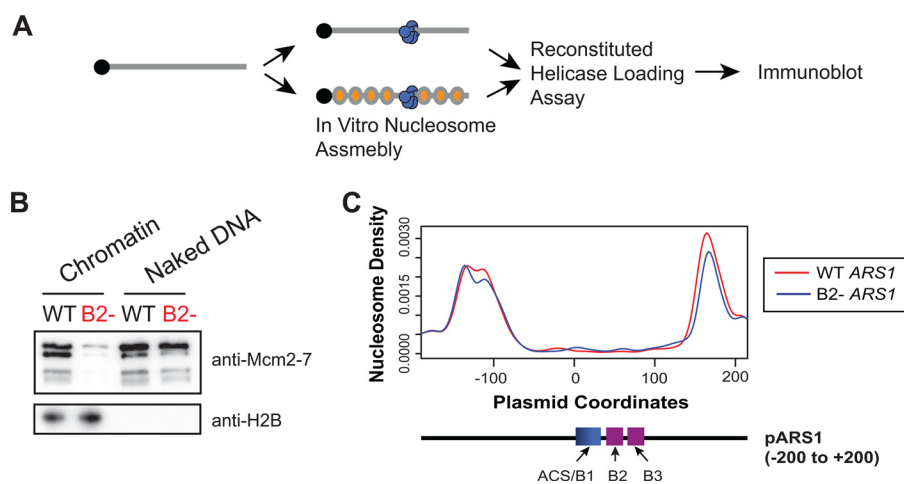 A
In Vitro Nucleosome
Assmebly
Reconstituted
Helicase Loading
Assay
Immunoblot
B
Chromatin
Naked DNA
WT B2- WT B2-
anti-Mcm2-7
anti-H2B
C
Nucleosome Density
0.0030
0.0015
0.0000
-100 0 100 200
Plasmid Coordinates
WT ARS1
B2- ARS1
ACS/B1 B2 B3
pARS1
(-200 to +200)